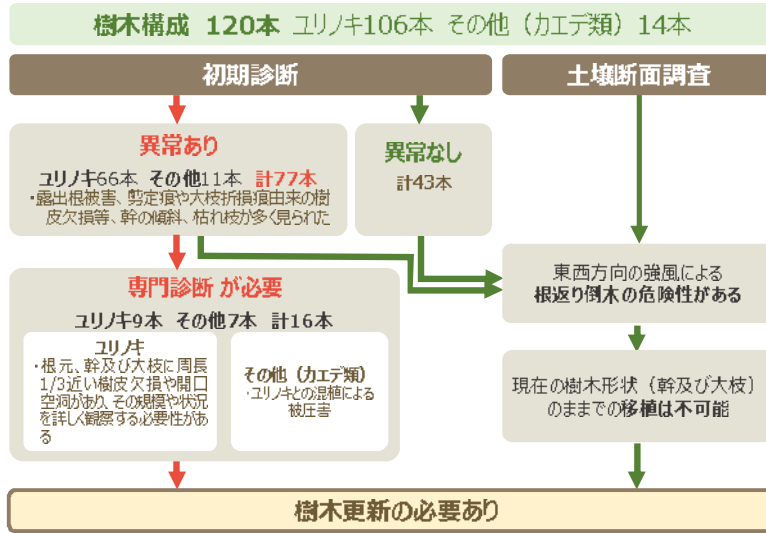 樹木構成 120本 ユリノキ106本 その他（カエデ類）14本
初期診断
土壌断面調査
異常あり
ユリノキ66本 その他11本 計77本
・露出根被害、剪定痕や大枝折損痕由来の樹
皮欠損等、幹の傾斜、枯れ枝が多く見られた
異常なし
計43本
専門診断 が必要
ユリノキ9本 その他7本 計16本
ユリノキ
・根元、幹及び大枝に周長
1/3近い樹皮欠損や開口
空洞があり、その規模や状況
を詳しく観察する必要性があ
る
その他（カエデ類）
・ユリノキとの混植による
被圧害
東西方向の強風による
根返り倒木の危険性がある
現在の樹木形状（幹及び大枝）
のままでの移植は不可能
樹木更新の必要あり